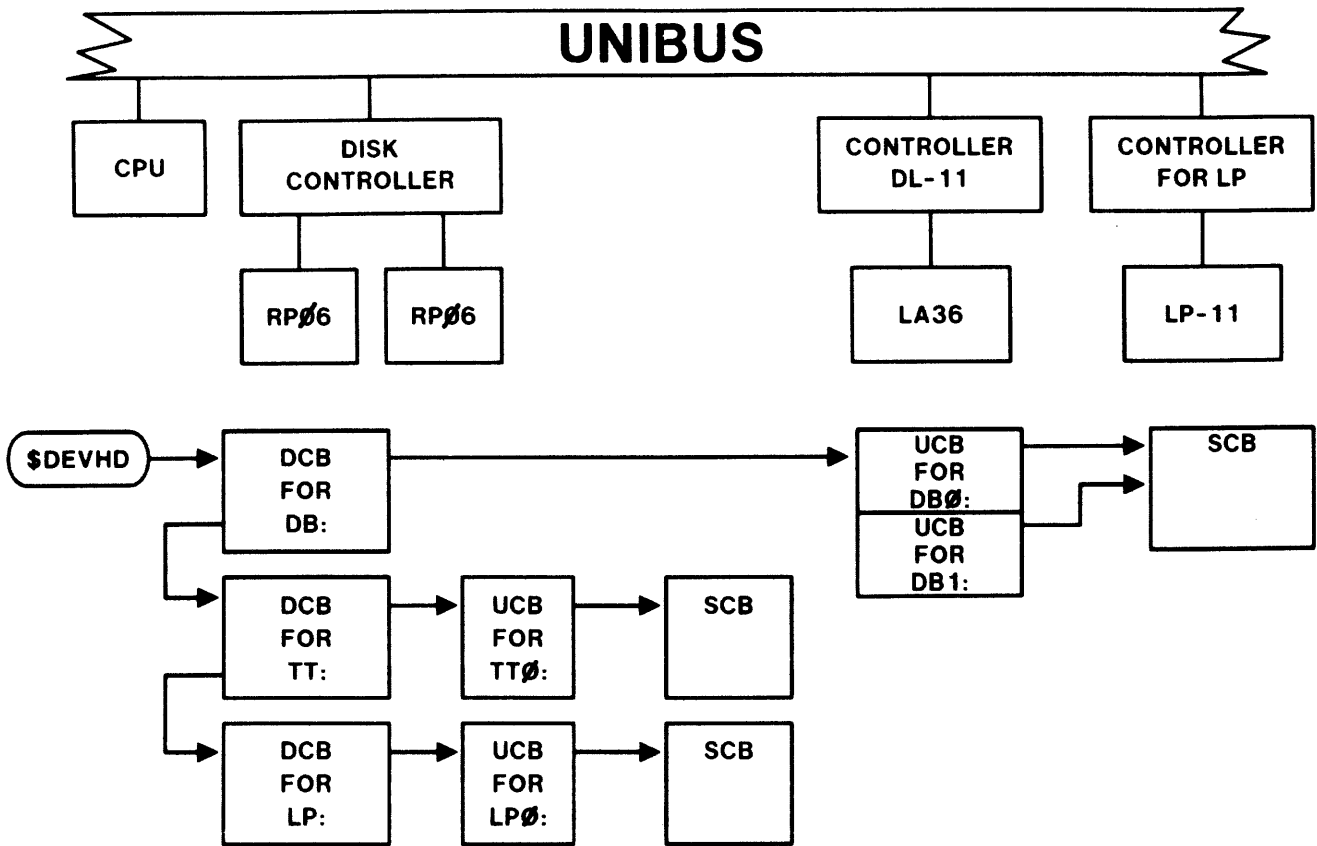 UNIBUS
CPU
DISK
CONTROLLER
CONTROLLER
DL-11
CONTROLLER
FOR LP
RPØ6
RPØ6
LA36
LP-11
$DEVHD
DCB
FOR
DB:
UCB
FOR
DBØ:
UCB
FOR
DB1:
SCB
DCB
FOR
TT:
UCB
FOR
TTØ:
SCB
DCB
FOR
LP:
UCB
FOR
LPØ:
SCB